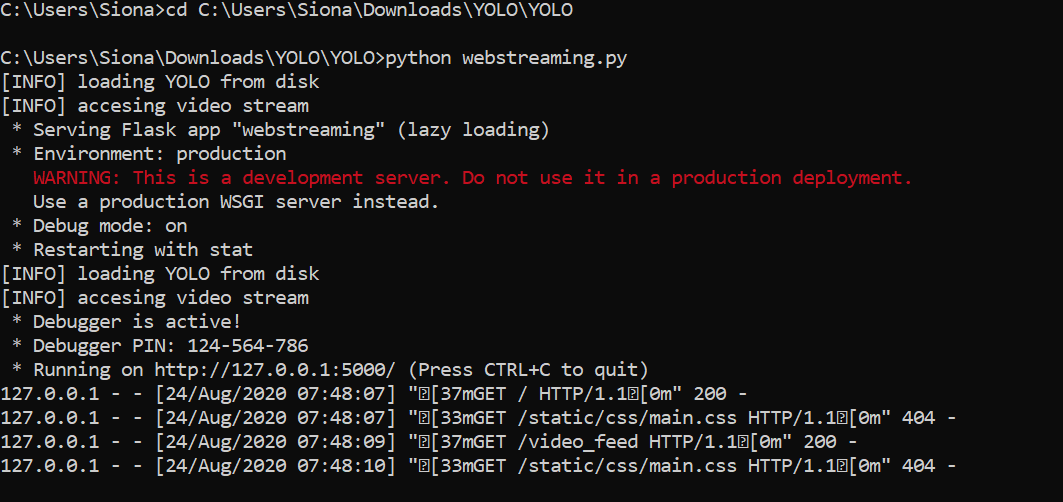 C:\Users\Siona>cd C:\Users\Siona\Downloads\YOLO\YOLO
C:\Users\Siona\Downloads\YOLO\YOLO>python webstreaming.py
[INFO] loading YOLO from disk
[INFO] accesing video stream
 * Serving Flask app "webstreaming" (lazy loading)
 * Environment: production
   WARNING: This is a development server. Do not use it in a production deployment.
   Use a production WSGI server instead.
 * Debug mode: on
 * Restarting with stat
[INFO] loading YOLO from disk
[INFO] accesing video stream
 * Debugger is active!
 * Debugger PIN: 124-564-786
 * Running on http://127.0.0.1:5000/ (Press CTRL+C to quit)
127.0.0.1 - - [24/Aug/2020 07:48:07] "␛[37mGET / HTTP/1.1␛[0m" 200 -
127.0.0.1 - - [24/Aug/2020 07:48:07] "␛[33mGET /static/css/main.css HTTP/1.1␛[0m" 404 -
127.0.0.1 - - [24/Aug/2020 07:48:09] "␛[37mGET /video_feed HTTP/1.1␛[0m" 200 -
127.0.0.1 - - [24/Aug/2020 07:48:10] "␛[33mGET /static/css/main.css HTTP/1.1␛[0m" 404 -